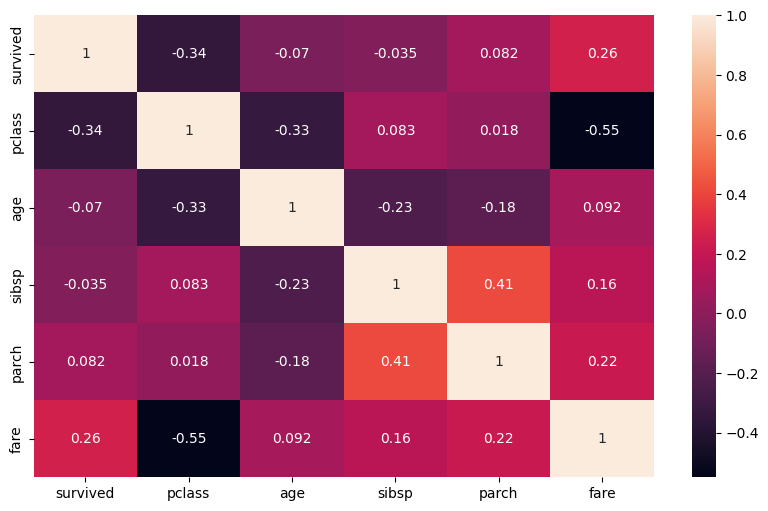 survived 1 -0.34 -0.07 -0.035 0.082 0.26
pclass -0.34 1 -0.33 0.083 0.018 -0.55
age -0.07 -0.33 1 -0.23 -0.18 0.092
sibsp -0.035 0.083 -0.23 1 0.41 0.16
parch 0.082 0.018 -0.18 0.41 1 0.22
fare 0.26 -0.55 0.092 0.16 0.22 1
survived pclass age sibsp parch fare
1.0
0.8
0.6
0.4
0.2
0.0
−0.2
−0.4